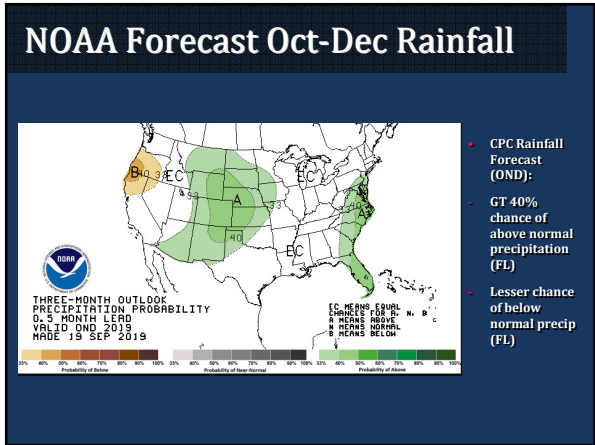 NOAA Forecast Oct-Dec Rainfall
B
40
33
EC
EC
33
A
33
40
EC
N
40
A
NOAA
THREE-MONTH OUTLOOK
PRECIPITATION PROBABILITY
0.5 MONTH LEAD
VALID OND 2019
MADE 19 SEP 2019
EC MEANS EQUAL
CHANCES FOR A, N, B
A MEANS ABOVE
N MEANS NORMAL
B MEANS BELOW
33% 40% 50% 60% 70% 80% 90% 100%
Probability of Below
33% 40% 50% 60% 70% 80% 90% 100%
Probability of Near-Normal
33% 40% 50% 60% 70% 80% 90% 100%
Probability of Above
CPC Rainfall
Forecast
(OND):
GT 40%
chance of
above normal
precipitation
(FL)
Lesser chance
of below
normal precip
(FL)